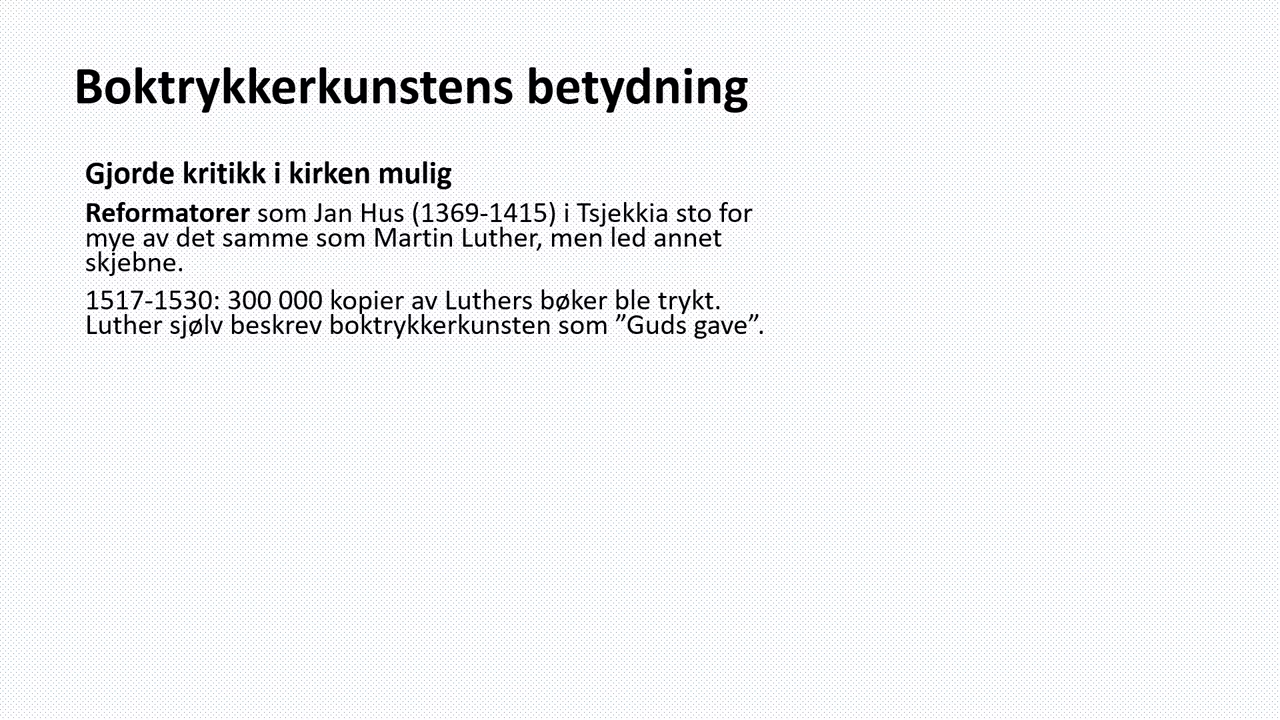 Boktrykkerkunstens betydning
Gjorde kritikk i kirken mulig
Reformatorer som Jan Hus (1369-1415) i Tsjekkia sto for
mye av det samme som Martin Luther, men led annet
skjebne.
1517-1530: 300 000 kopier av Luthers bøker ble trykt.
Luther sjølv beskrev boktrykkerkunsten som ”Guds gave”.